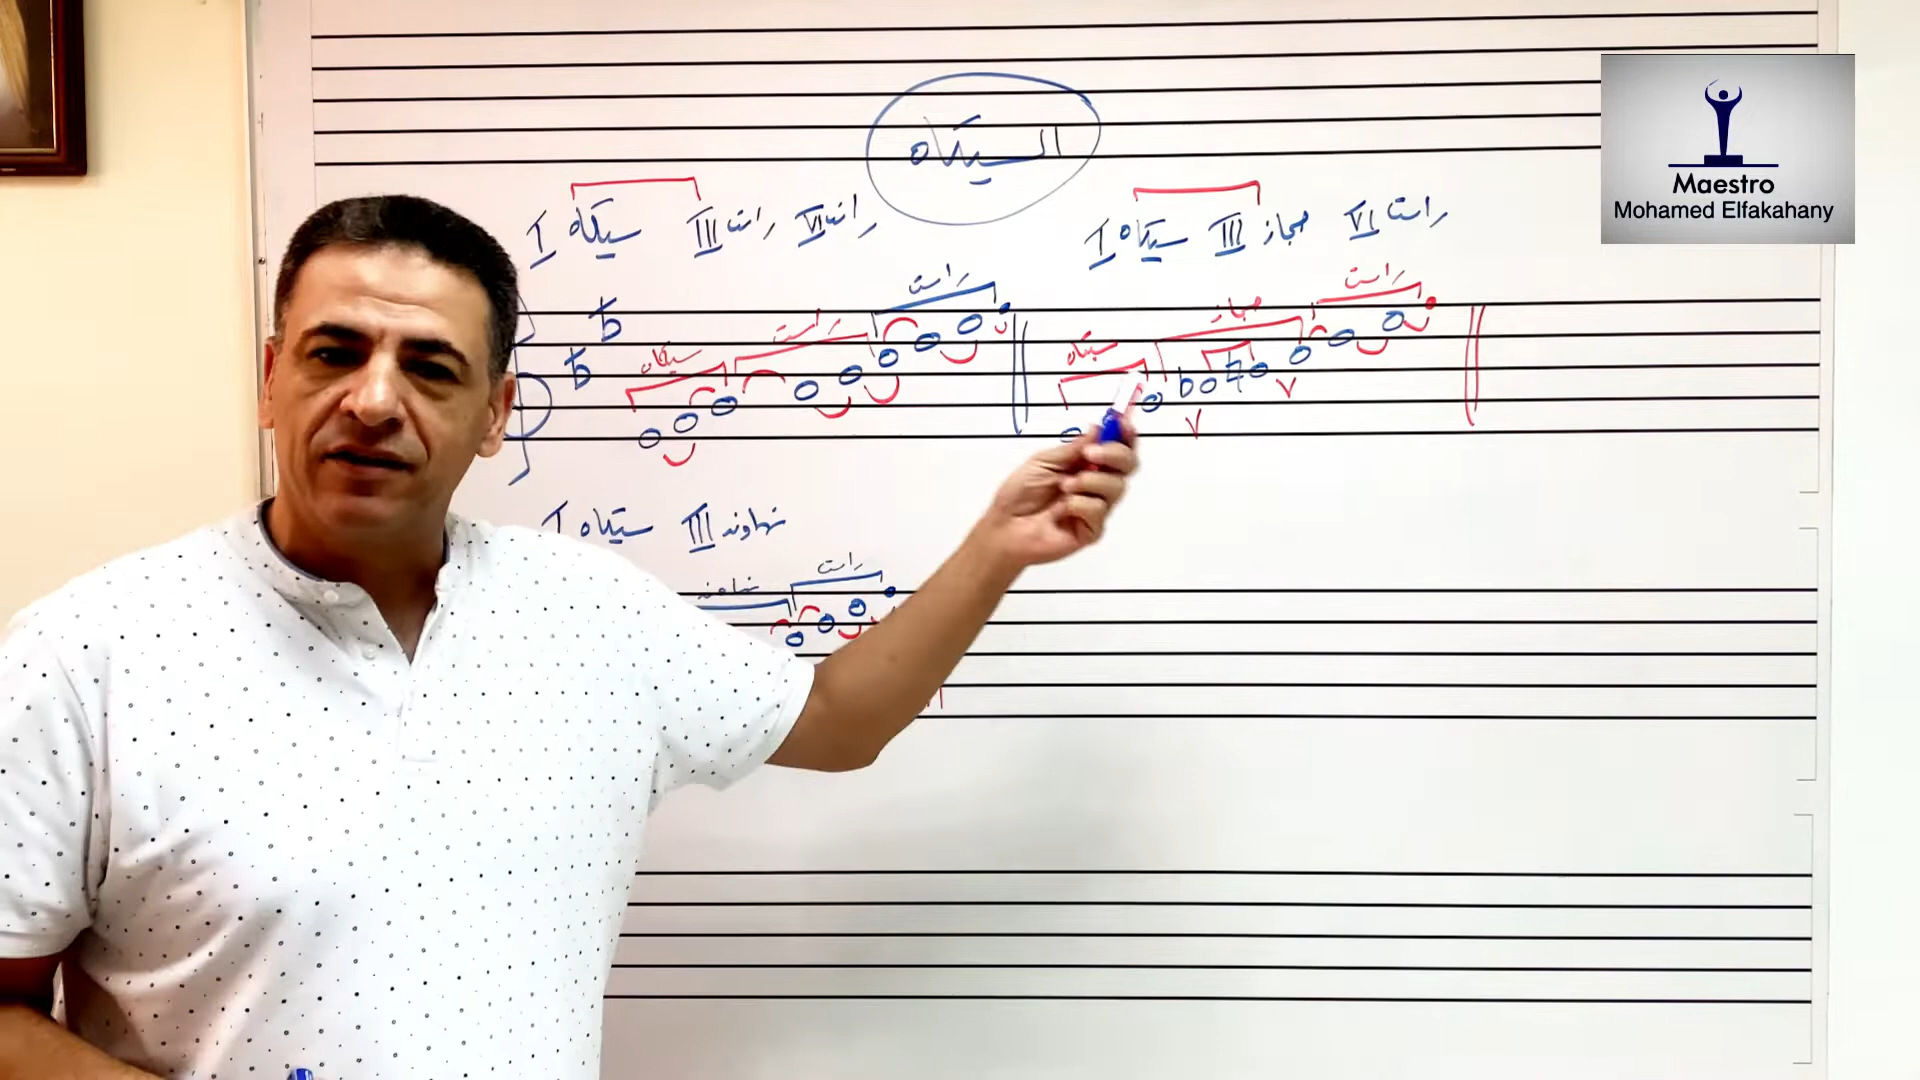 السيكاه
I سيكاه III راست VI راست
I سيكاه III حجاز VI راست
سيكاه راست راست
سيكاه حجاز راست
I سيكاه III نهاوند
نهاوند راست
Maestro
Mohamed Elfakahany